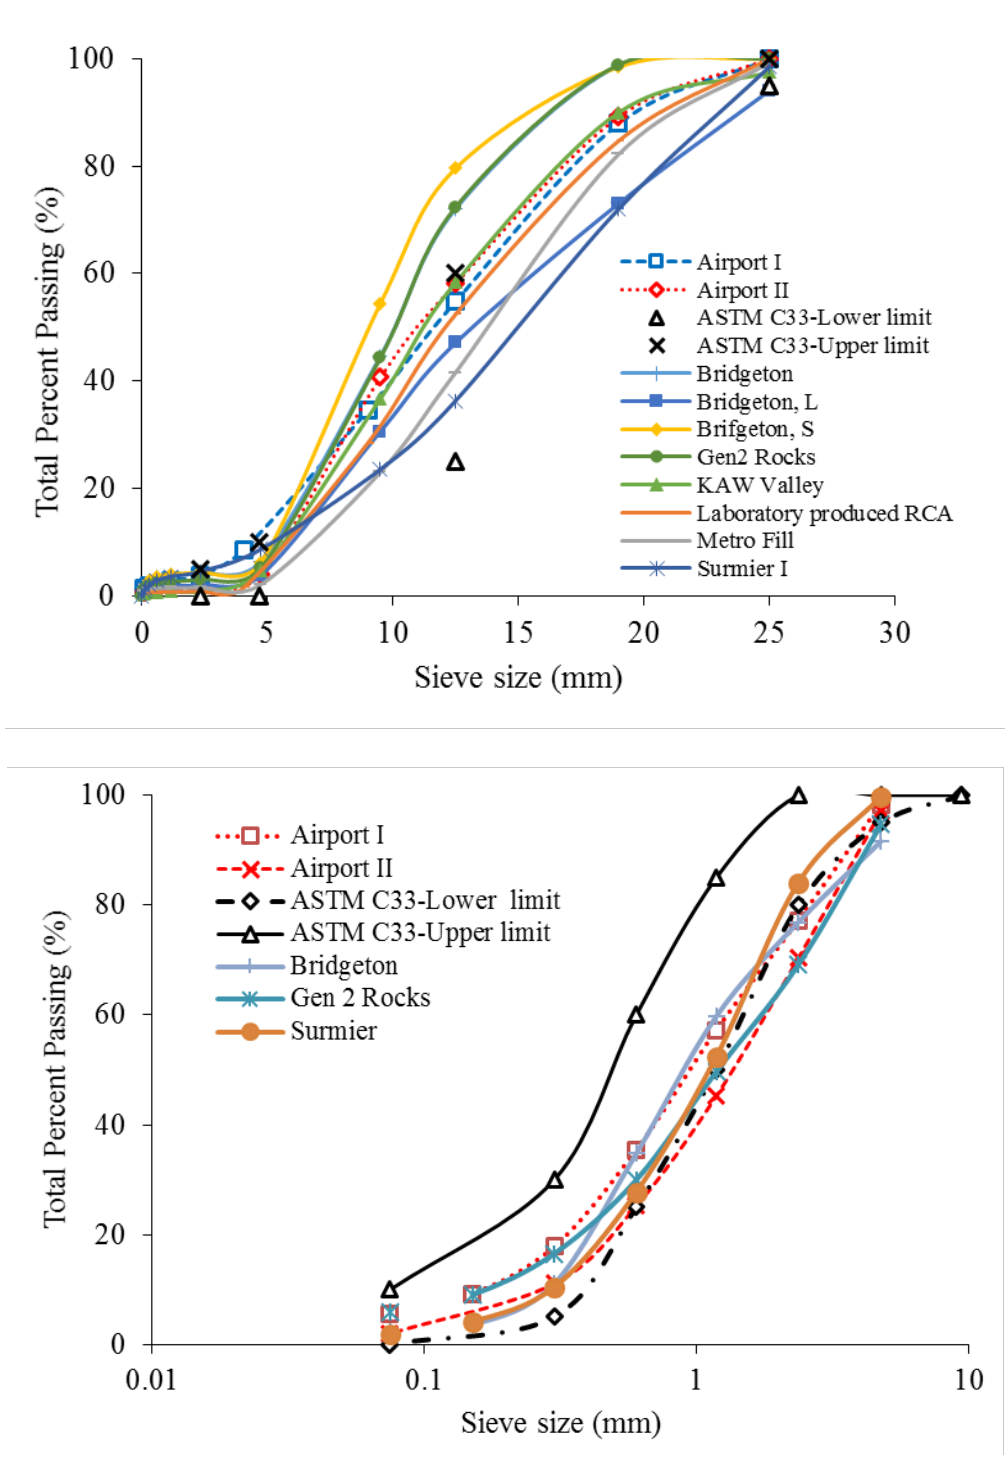 100
80
60
40
20
0
Total Percent Passing (%)
0 5 10 15 20 25 30
Sieve size (mm)
Airport I
Airport II
ASTM C33-Lower limit
ASTM C33-Upper limit
Bridgeton
Bridgeton, L
Brifgeton, S
Gen2 Rocks
KAW Valley
Laboratory produced RCA
Metro Fill
Surmier I
100
80
60
40
20
0
Total Percent Passing (%)
Airport I
Airport II
ASTM C33-Lower limit
ASTM C33-Upper limit
Bridgeton
Gen 2 Rocks
Surmier
0.01 0.1 1 10
Sieve size (mm)